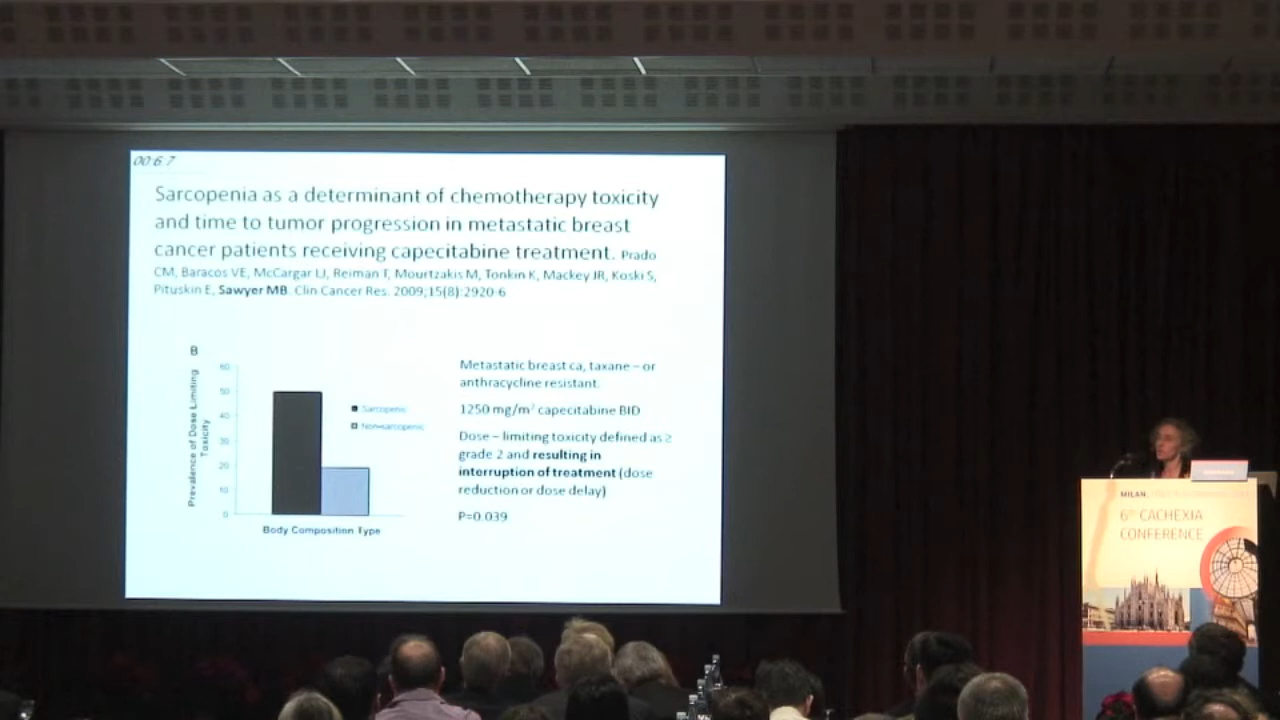 00:6.7
Sarcopenia as a determinant of chemotherapy toxicity
and time to tumor progression in metastatic breast
cancer patients receiving capecitabine treatment. Prado
CM, Baracos VE, McCargar LJ, Reiman T, Mourtzakis M, Tonkin K, Mackey JR, Koski S,
Pituskin E, Sawyer MB. Clin Cancer Res. 2009;15(8):2920-6
B
Prevalence of Dose Limiting
Toxicity
60
50
40
30
20
10
0
Sarcopenic
Non-sarcopenic
Body Composition Type
Metastatic breast ca, taxane – or
anthracycline resistant.
1250 mg/m² capecitabine BID
Dose – limiting toxicity defined as ≥
grade 2 and resulting in
interruption of treatment (dose
reduction or dose delay)
P=0.039
MILAN,
6TH CACHEXIA
CONFERENCE